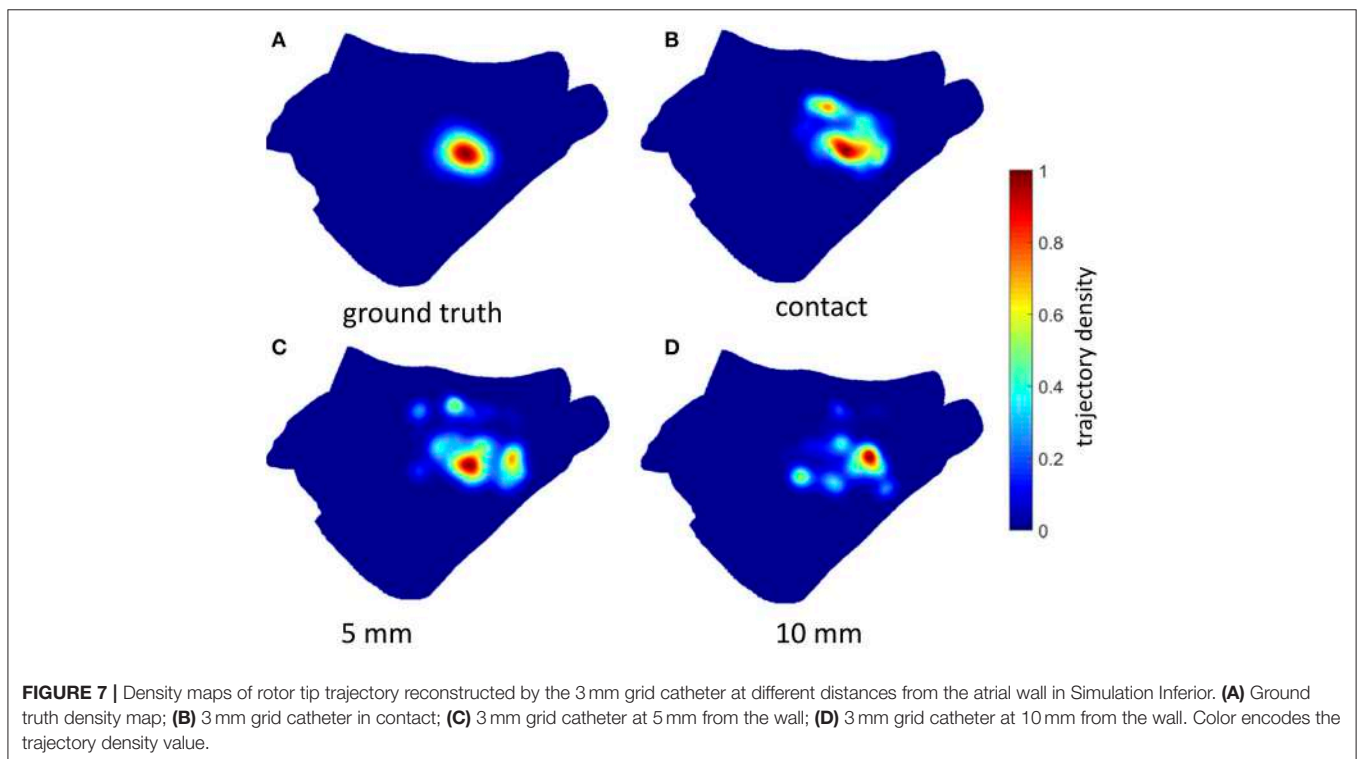 A
B
ground truth
contact
C
D
5 mm
10 mm
1
0.8
0.6
0.4
0.2
0
trajectory density
FIGURE 7 | Density maps of rotor tip trajectory reconstructed by the 3 mm grid catheter at different distances from the atrial wall in Simulation Inferior. (A) Ground
truth density map; (B) 3 mm grid catheter in contact; (C) 3 mm grid catheter at 5 mm from the wall; (D) 3 mm grid catheter at 10 mm from the wall. Color encodes the
trajectory density value.